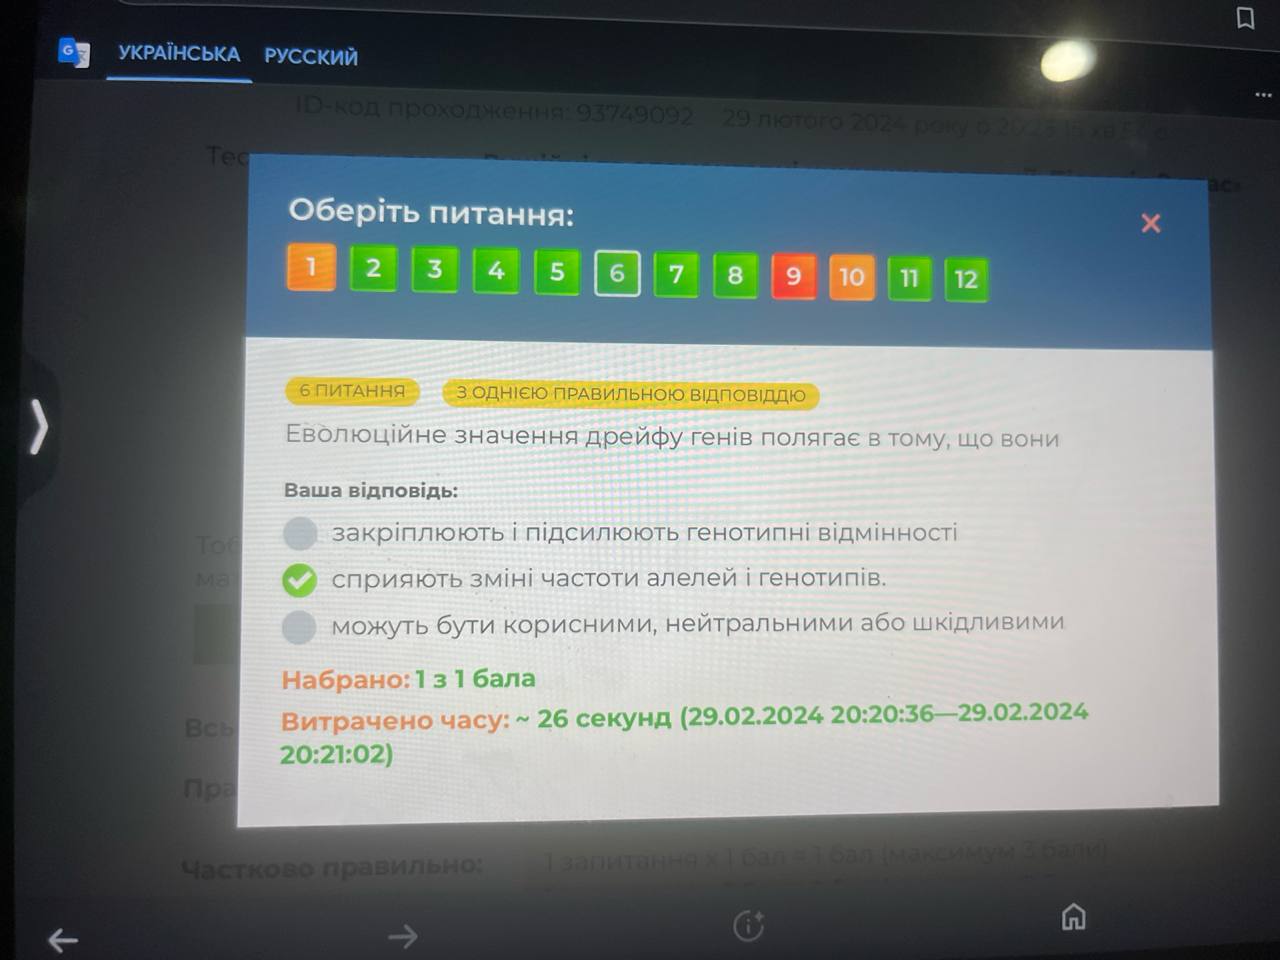 УКРАЇНСЬКА РУССКИЙ
ID-код проходження: 93749092 29 лютого 2024 року о 20:23
Оберіть питання:
1 2 3 4 5 6 7 8 9 10 11 12
6 ПИТАННЯ З ОДНІЄЮ ПРАВИЛЬНОЮ ВІДПОВІДДЮ
Еволюційне значення дрейфу генів полягає в тому, що вони
Ваша відповідь:
закріплюють і підсилюють генотипні відмінності
сприяють зміні частоти алелей і генотипів.
можуть бути корисними, нейтральними або шкідливими
Набрано: 1 з 1 бала
Витрачено часу: ~ 26 секунд (29.02.2024 20:20:36—29.02.2024
20:21:02)
Частково правильно: 1 запитання x 1 бал = 1 бал (максимум 3 бали)